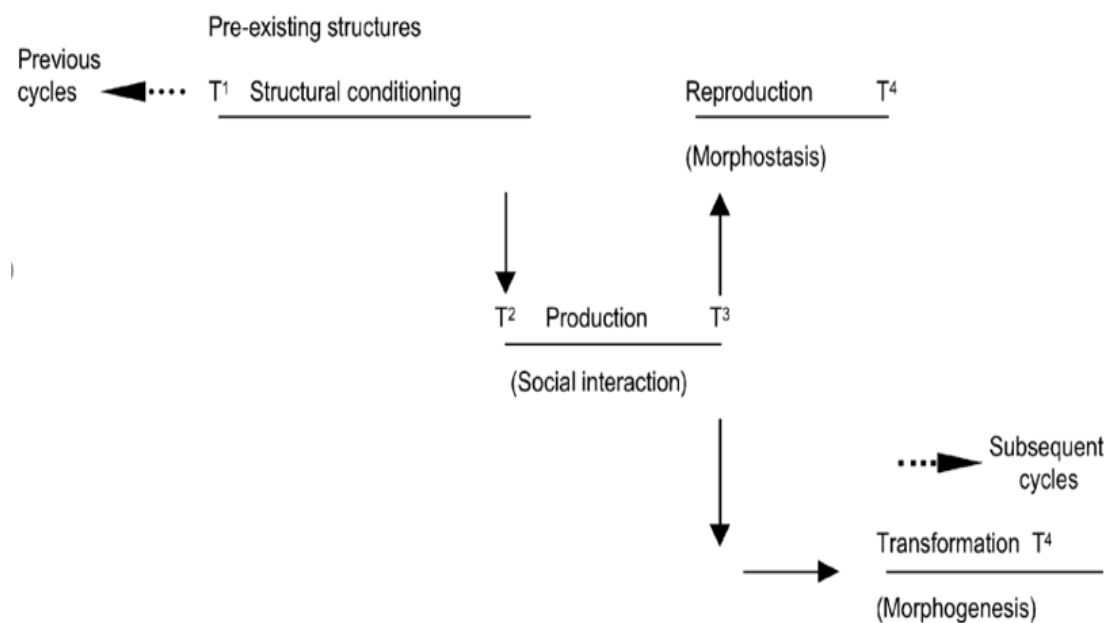 Pre-existing structures
Previous
cycles
T¹ Structural conditioning
Reproduction T⁴
(Morphostasis)
T² Production T³
(Social interaction)
Subsequent
cycles
Transformation T⁴
(Morphogenesis)